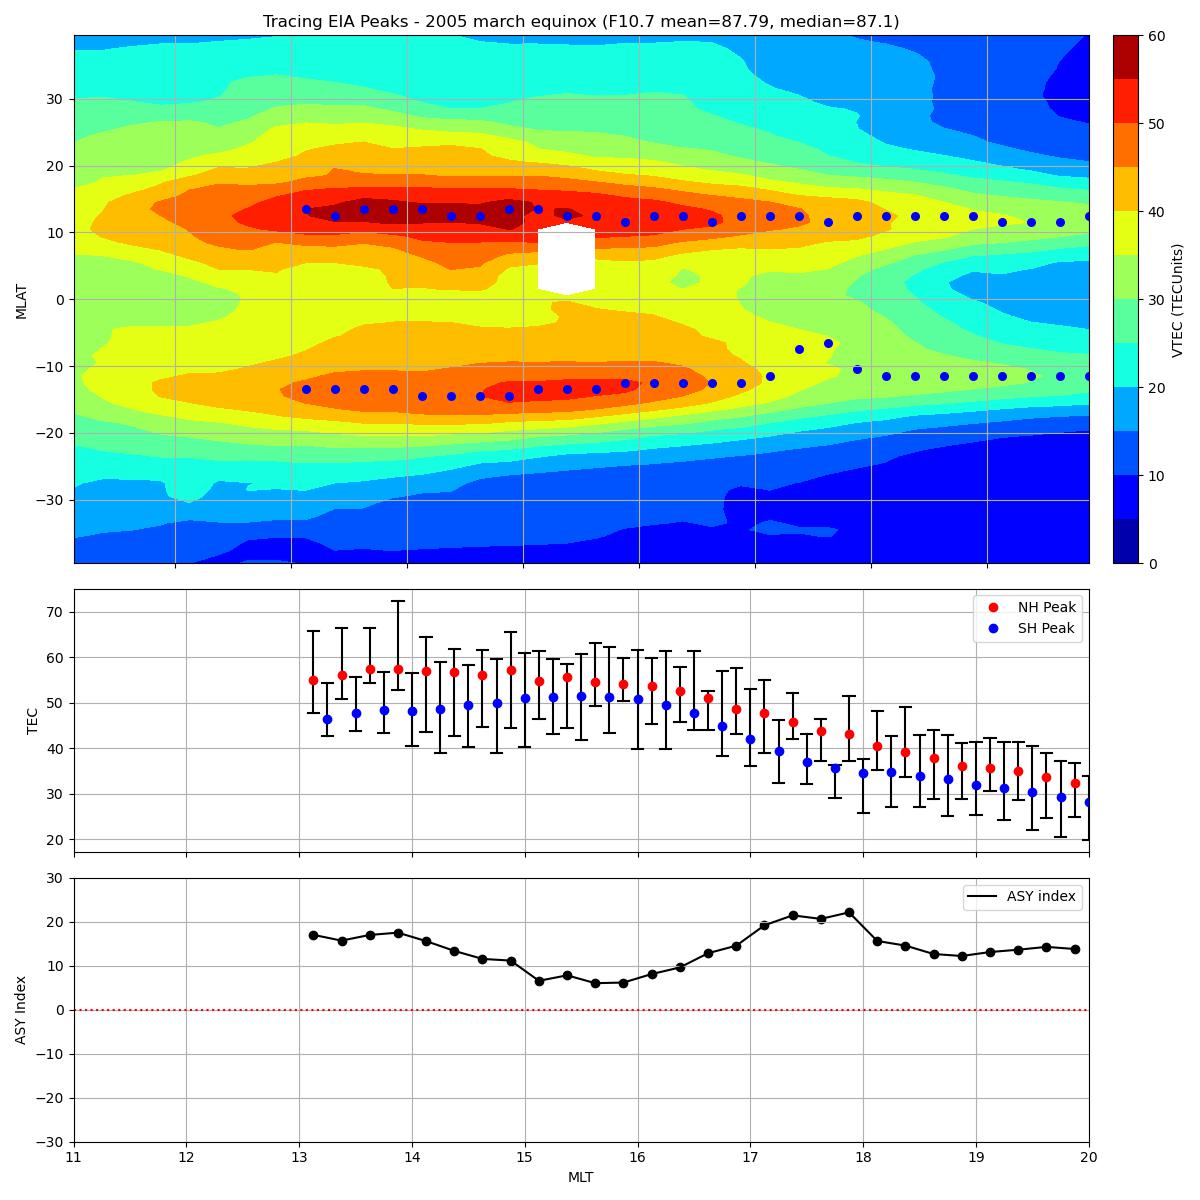 Tracing EIA Peaks - 2005 march equinox (F10.7 mean=87.79, median=87.1)
MLAT
30
20
10
0
−10
−20
−30
60
50
40
30
20
10
0
VTEC (TECUnits)
TEC
70
60
50
40
30
20
NH Peak
SH Peak
ASY Index
30
20
10
0
−10
−20
−30
ASY index
11 12 13 14 15 16 17 18 19 20
MLT